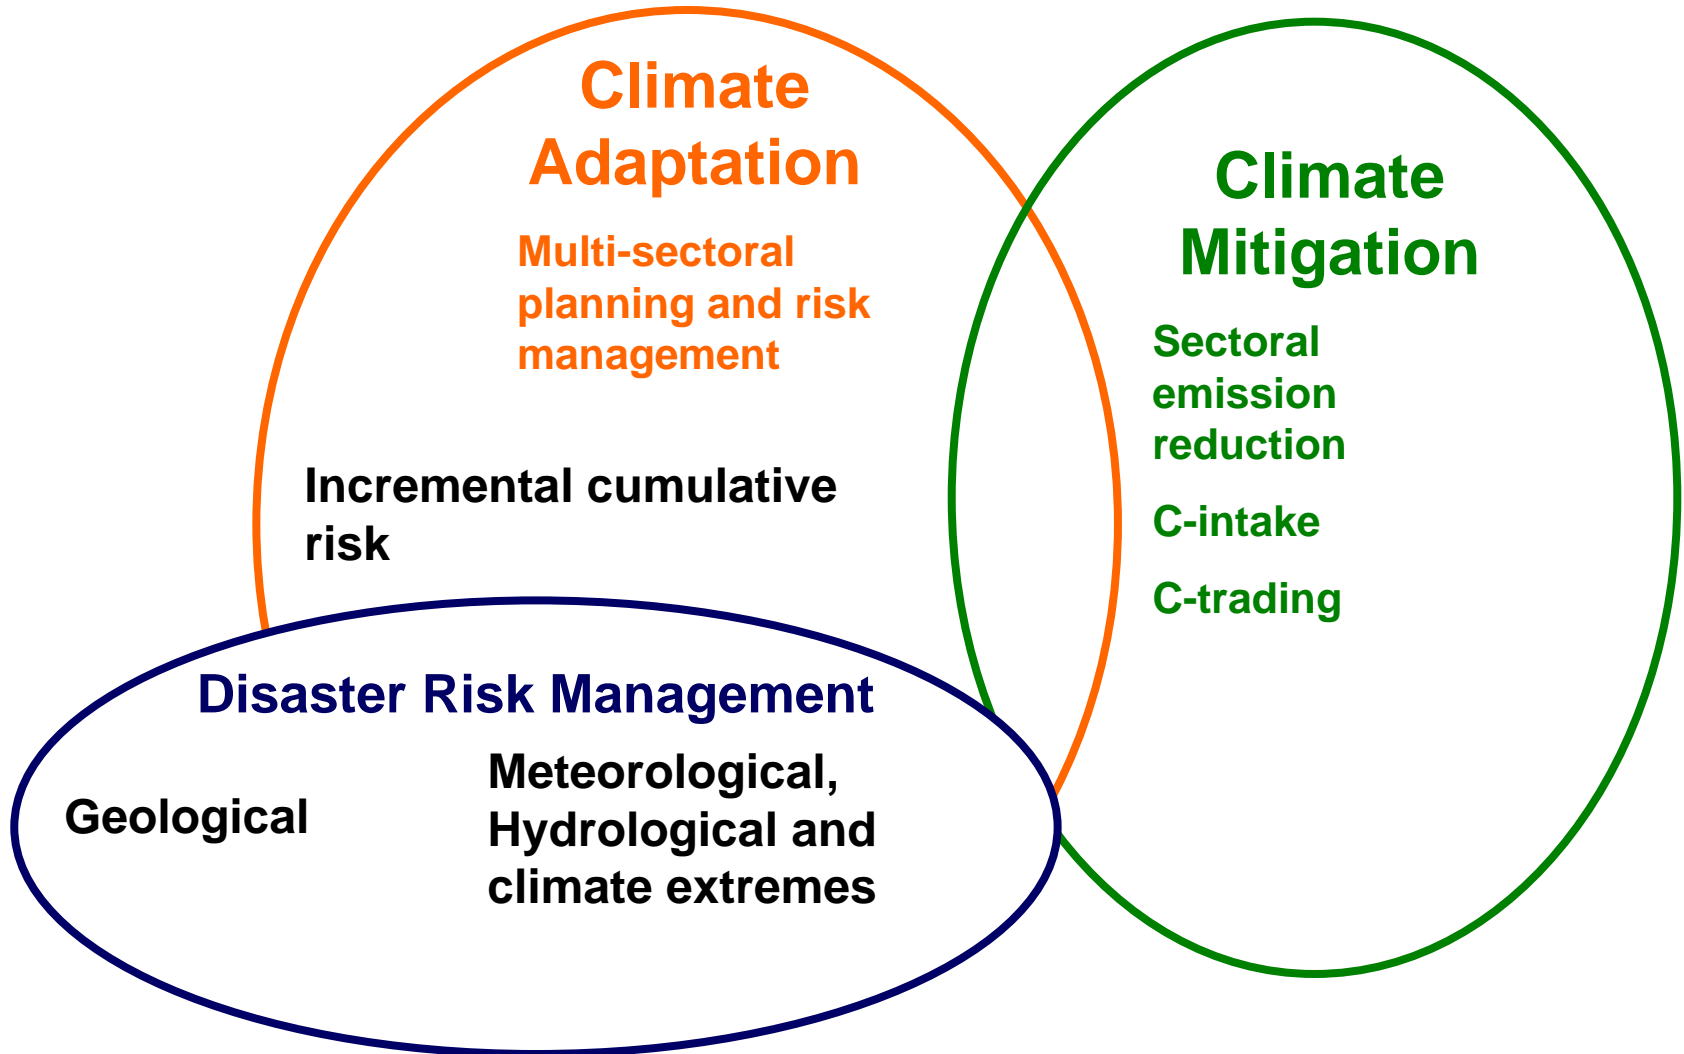 Climate
Adaptation
Multi-sectoral
planning and risk
management
Incremental cumulative
risk
Climate
Mitigation
Sectoral
emission
reduction
C-intake
C-trading
Disaster Risk Management
Geological
Meteorological,
Hydrological and
climate extremes